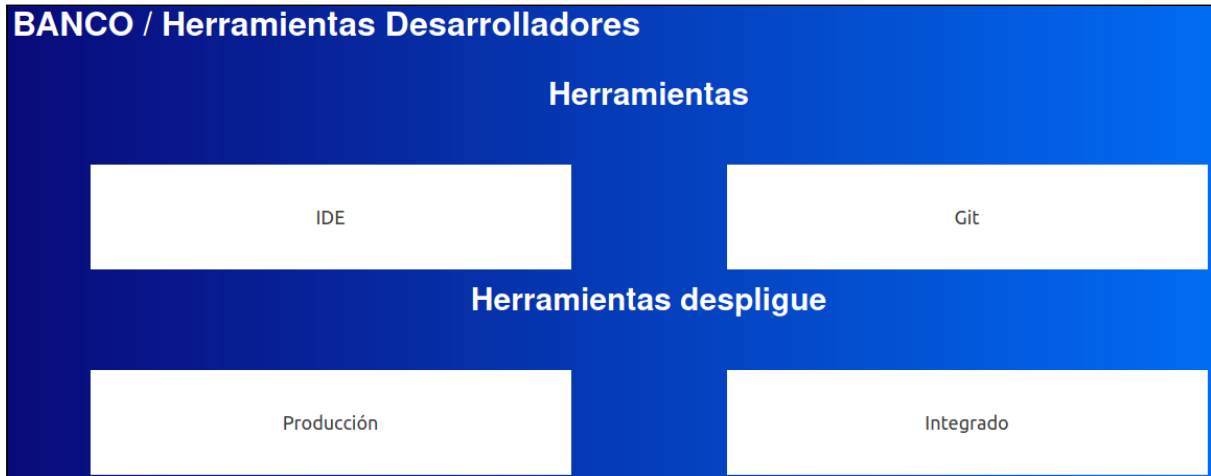 BANCO / Herramientas Desarrolladores
Herramientas
IDE
Git
Herramientas despligue
Producción
Integrado